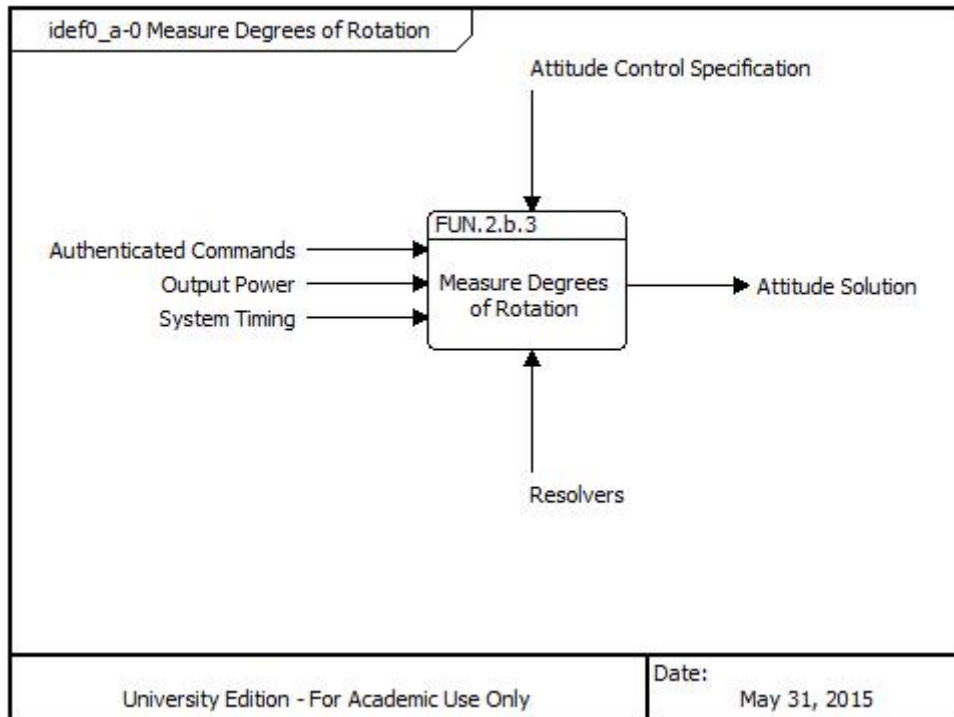 idef0_a-0 Measure Degrees of Rotation
Attitude Control Specification
FUN.2.b.3
Authenticated Commands
Output Power
System Timing
Measure Degrees
of Rotation
Attitude Solution
Resolvers
University Edition - For Academic Use Only
Date:
May 31, 2015